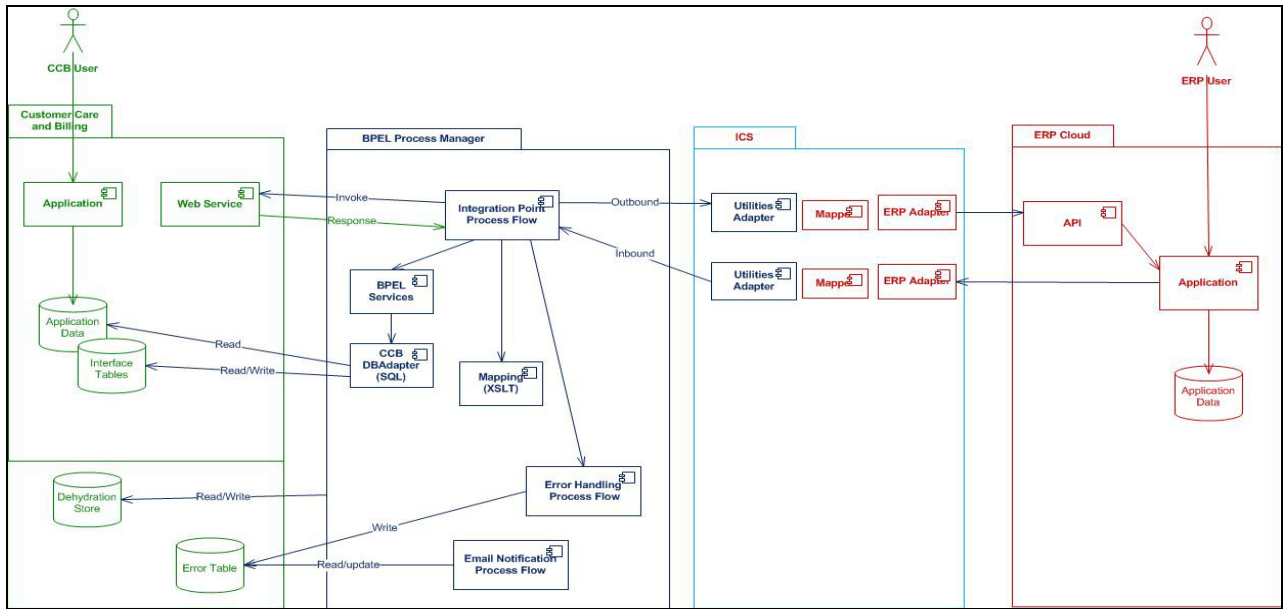 CCB User
ERP User
Customer Care
and Billing
BPEL Process Manager
ICS
ERP Cloud
Application
Web Service
Invoke
Response
Integration Point
Process Flow
Outbound
Inbound
Utilities
Adapter
Mapper
ERP Adapter
API
Utilities
Adapter
Mapper
ERP Adapter
Application
BPEL
Services
Application
Data
Interface
Tables
Read
Read/Write
CCB
DBAdapter
(SQL)
Mapping
(XSLT)
Application
Data
Dehydration
Store
Read/Write
Error Handling
Process Flow
Write
Error Table
Read/update
Email Notification
Process Flow